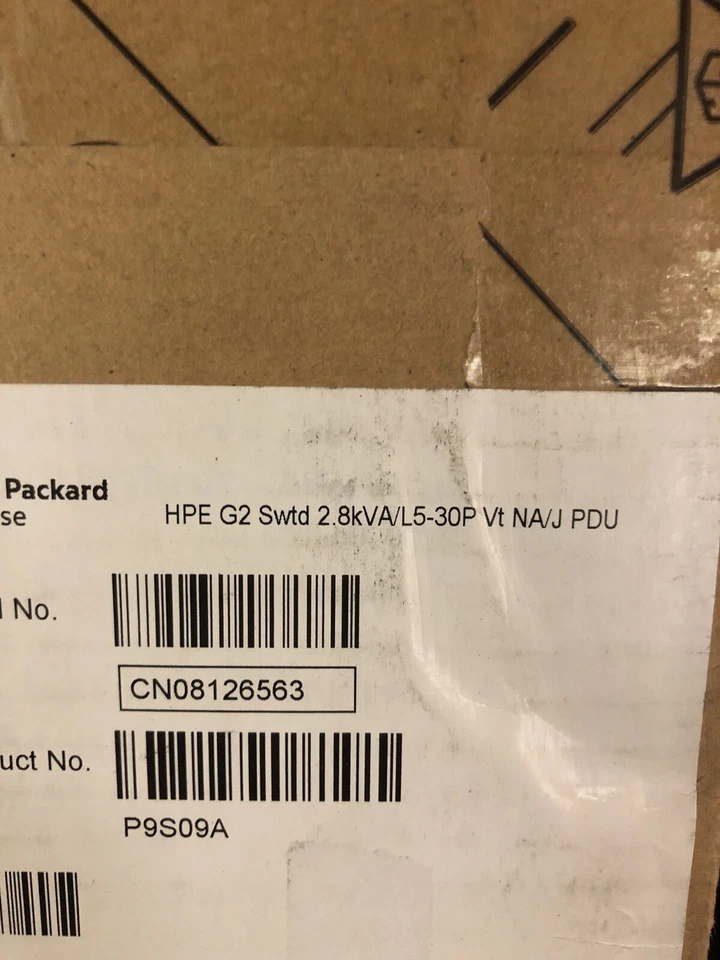 Packard
se
HPE G2 Swtd 2.8kVA/L5-30P Vt NA/J PDU
l No.
CN08126563
uct No.
P9S09A